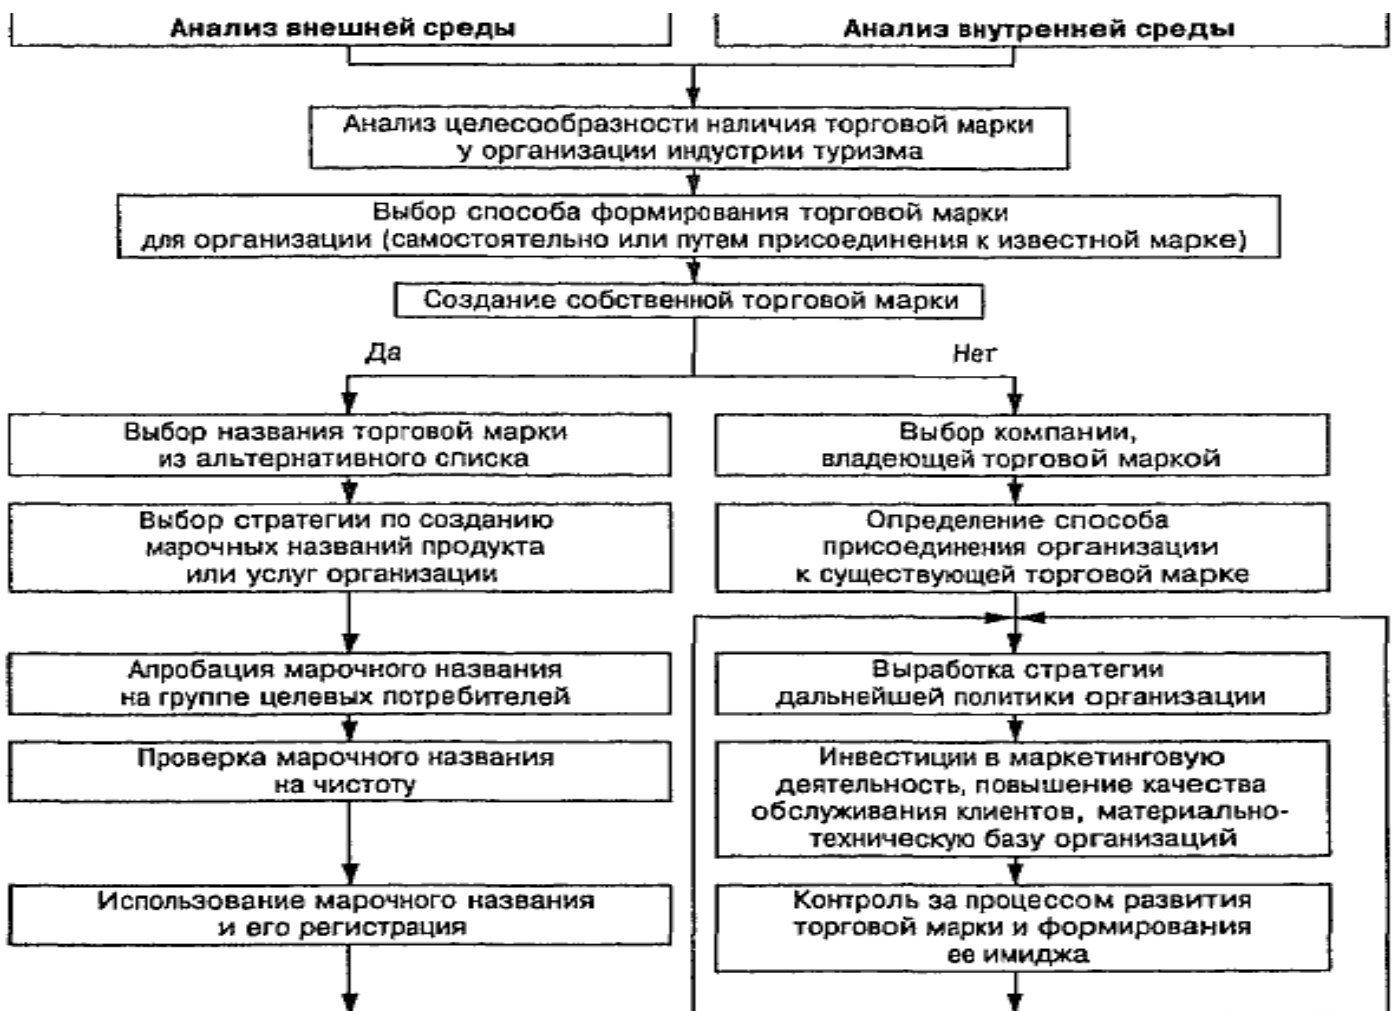 Анализ внешней среды
Анализ внутренней среды
Анализ целесообразности наличия торговой марки
у организации индустрии туризма
Выбор способа формирования торговой марки
для организации (самостоятельно или путем присоединения к известной марке)
Создание собственной торговой марки
Да
Нет
Выбор названия торговой марки
из альтернативного списка
Выбор стратегии по созданию
марочных названий продукта
или услуг организации
Апробация марочного названия
на группе целевых потребителей
Проверка марочного названия
на чистоту
Использование марочного названия
и его регистрация
Выбор компании,
владеющей торговой маркой
Определение способа
присоединения организации
к существующей торговой марке
Выработка стратегии
дальнейшей политики организации
Инвестиции в маркетинговую
деятельность, повышение качества
обслуживания клиентов, материально-
техническую базу организаций
Контроль за процессом развития
торговой марки и формирования
ее имиджа